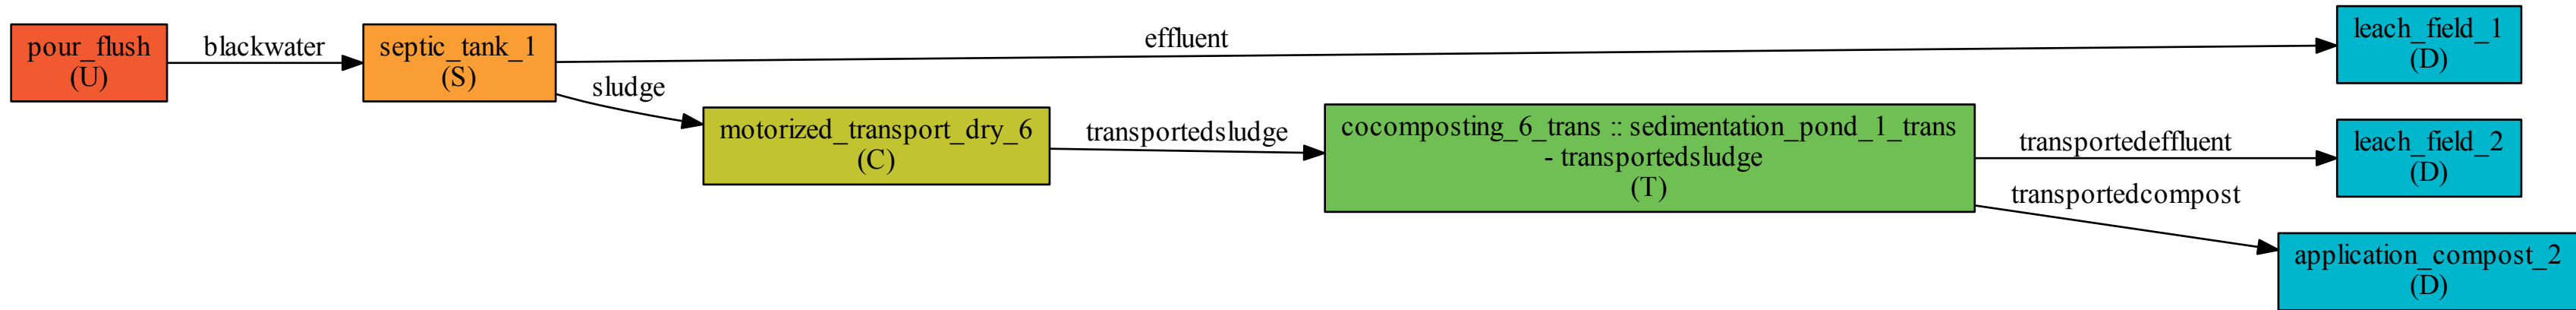 pour_flush
(U)
blackwater
septic_tank_1
(S)
effluent
sludge
motorized_transport_dry_6
(C)
transportedsludge
cocomposting_6_trans :: sedimentation_pond_1_trans
- transportedsludge
(T)
transportedeffluent
transportedcompost
leach_field_1
(D)
leach_field_2
(D)
application_compost_2
(D)